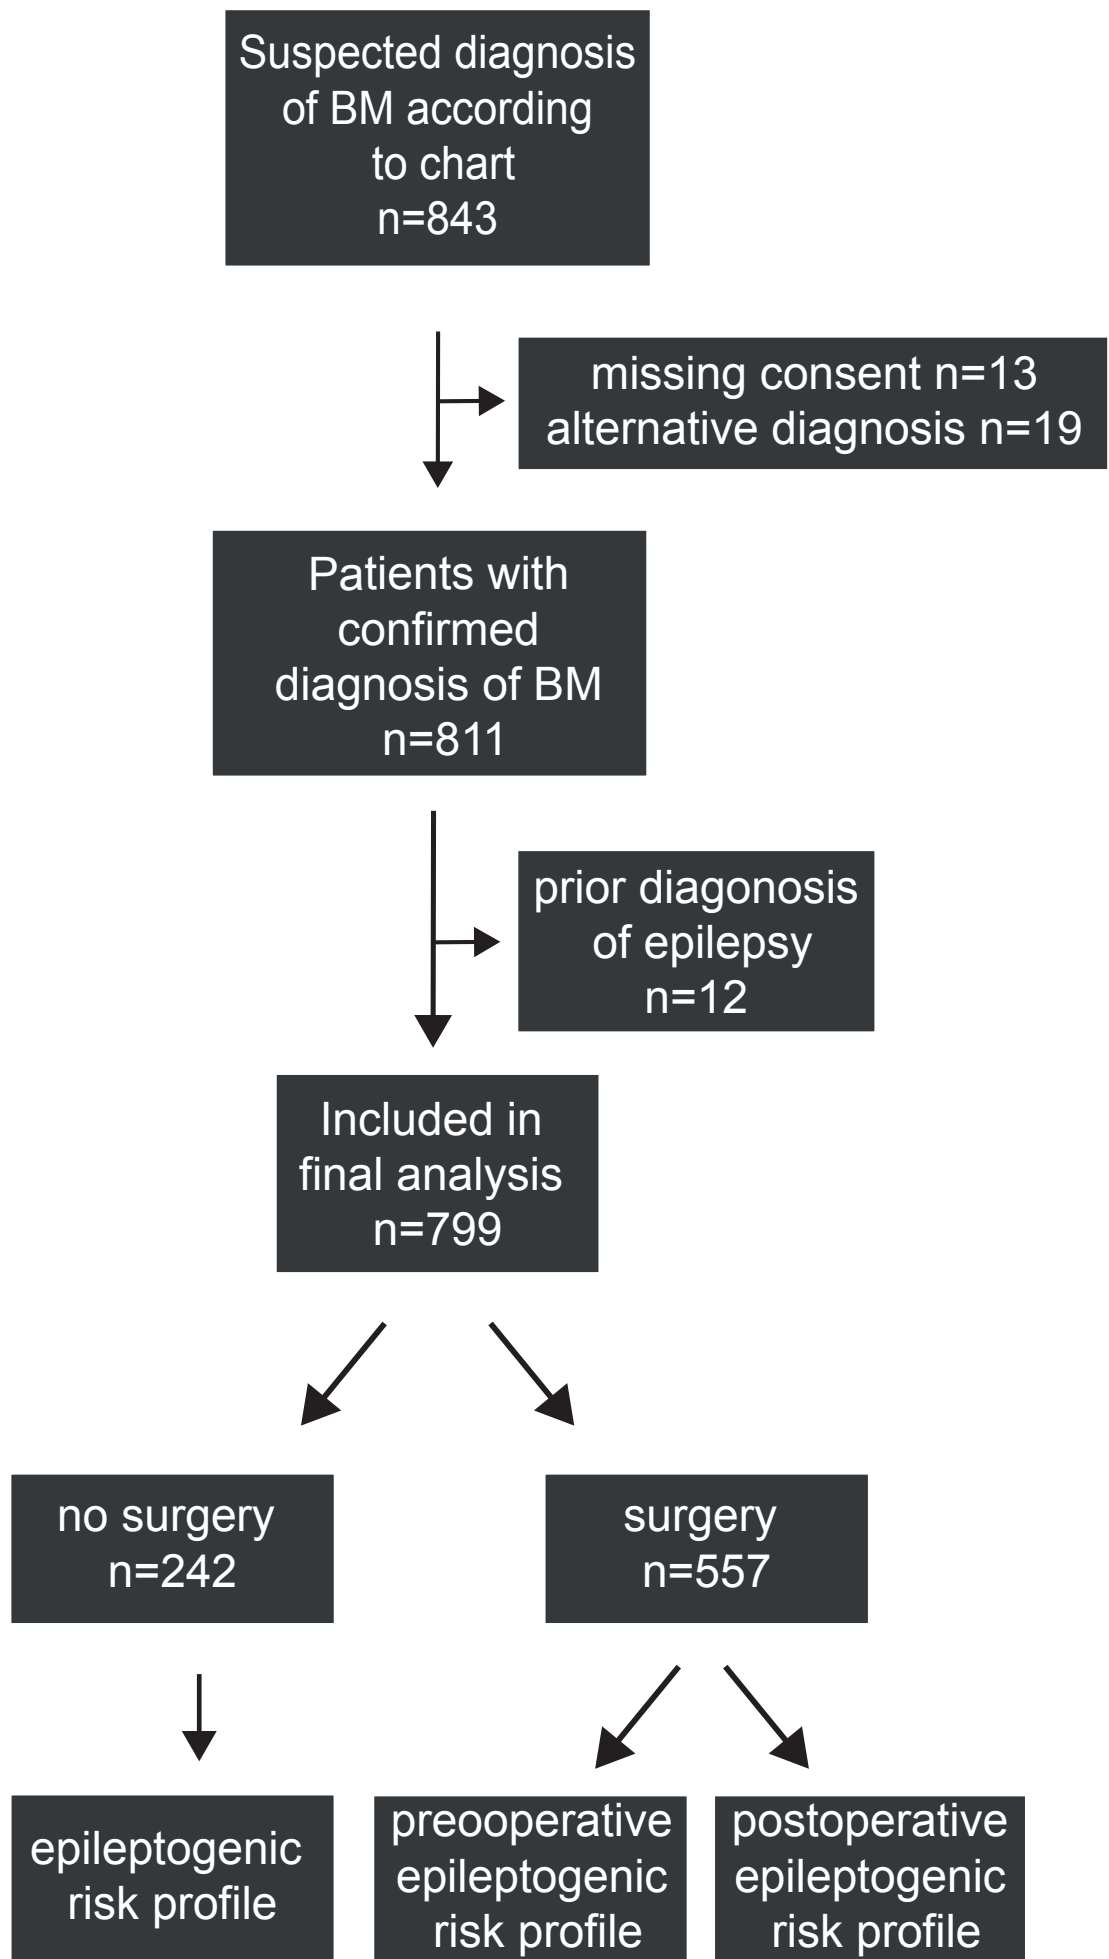 Suspected diagnosis
of BM according
to chart
n=843
missing consent n=13
alternative diagnosis n=19
Patients with
confirmed
diagnosis of BM
n=811
prior diagonosis
of epilepsy
n=12
Included in
final analysis
n=799
no surgery
n=242
surgery
n=557
epileptogenic
risk profile
preooperative
epileptogenic
risk profile
postoperative
epileptogenic
risk profile